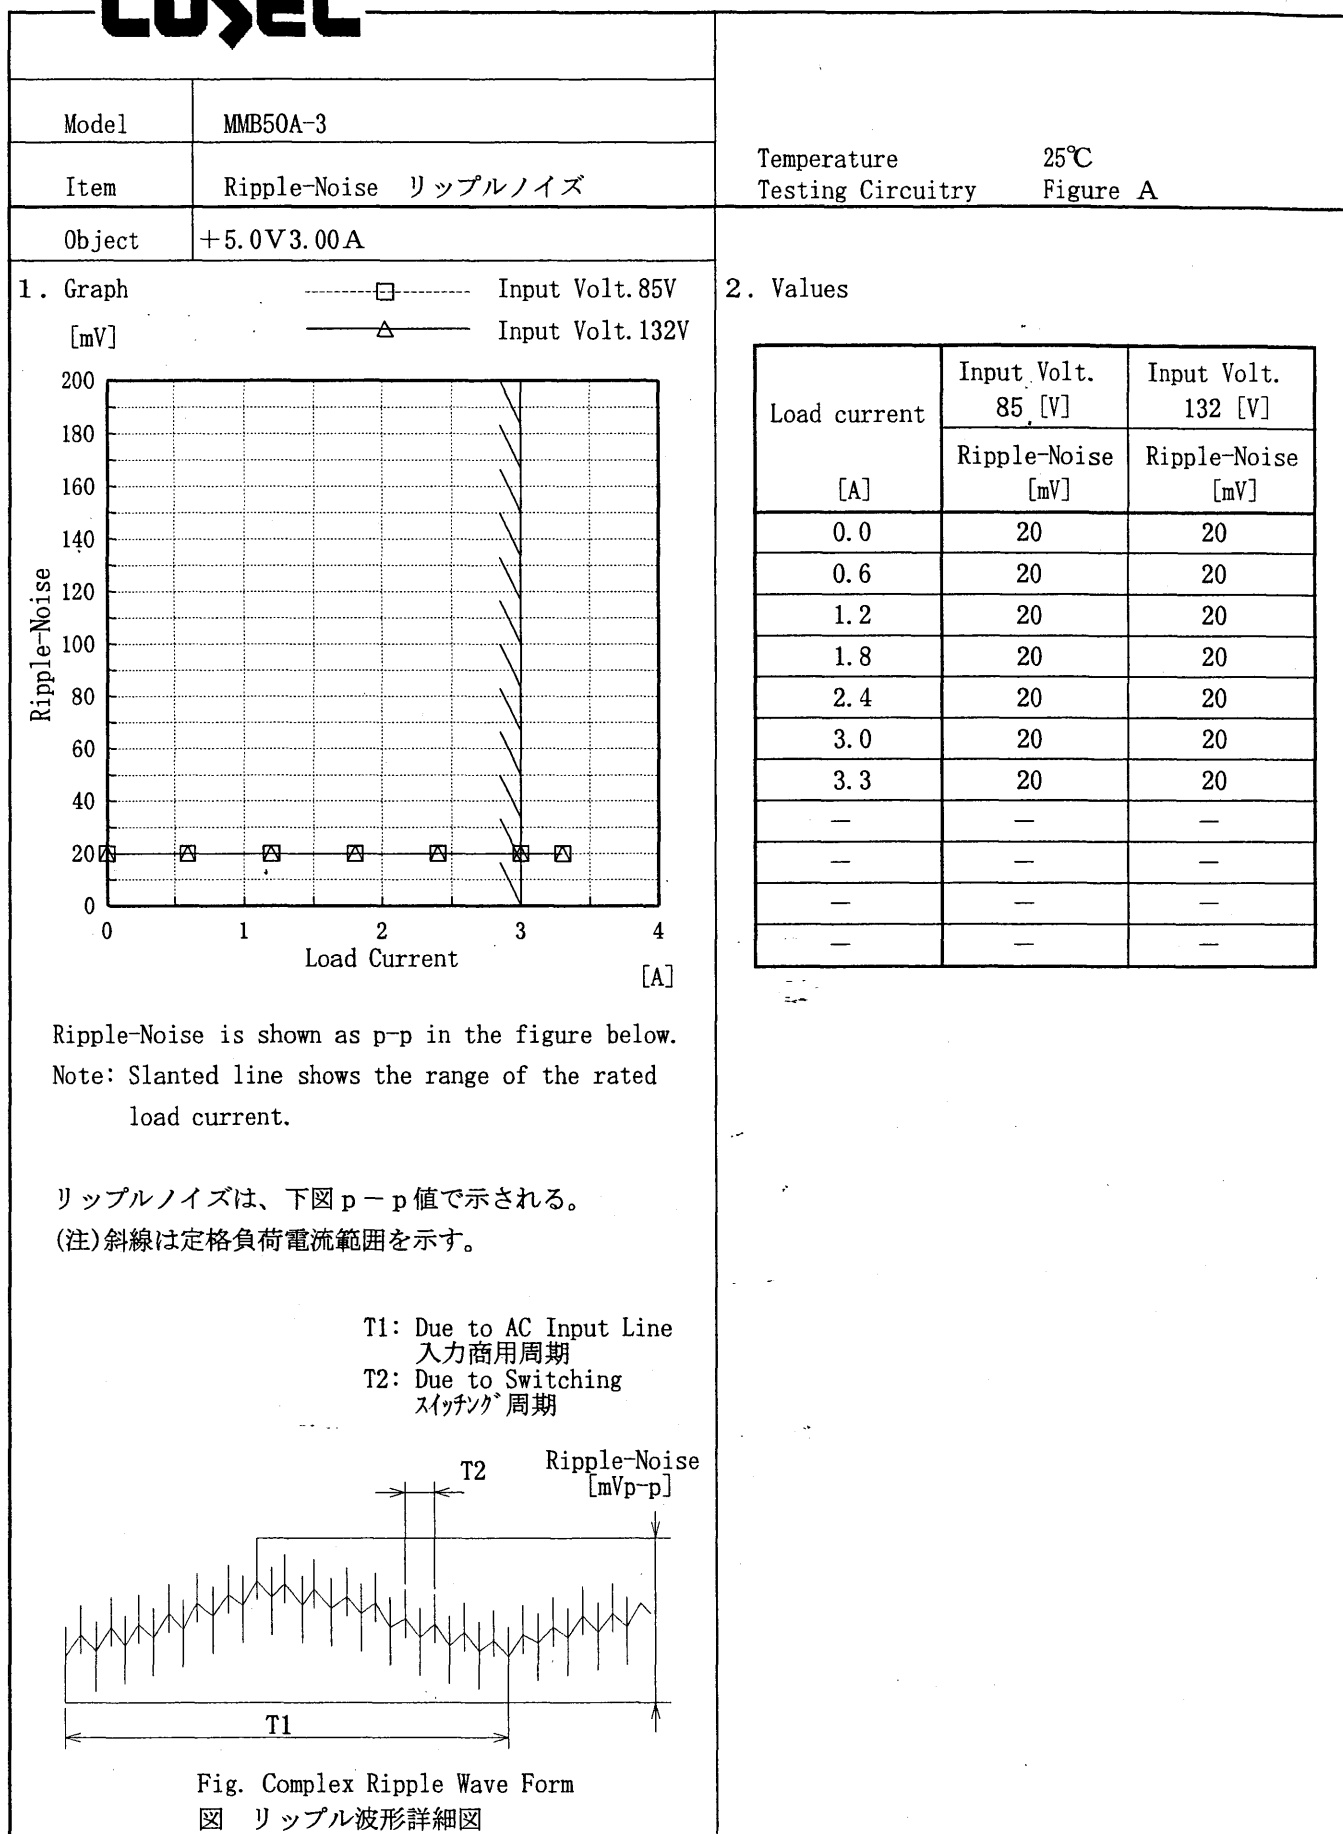 COSEL
Model MMB50A-3
Item Ripple-Noise リップルノイズ
Object +5.0V3.00A
Temperature 25℃
Testing Circuitry Figure A
1. Graph
[mV]
Input Volt. 85V
Input Volt. 132V
200
180
160
140
120
100
80
60
40
20
0
Ripple-Noise
0 1 2 3 4
Load Current
[A]
2. Values
Load current [A]
Input Volt. 85 [V]
Input Volt. 132 [V]
Ripple-Noise [mV]
Ripple-Noise [mV]
0.0 20 20
0.6 20 20
1.2 20 20
1.8 20 20
2.4 20 20
3.0 20 20
3.3 20 20
— — —
— — —
— — —
— — —
Ripple-Noise is shown as p-p in the figure below.
Note: Slanted line shows the range of the rated
load current.
リップルノイズは、下図p-p値で示される。
(注)斜線は定格負荷電流範囲を示す。
T1: Due to AC Input Line
入力商用周期
T2: Due to Switching
ｽｲｯﾁﾝｸﾞ周期
T2
Ripple-Noise
[mVp-p]
T1
Fig. Complex Ripple Wave Form
図 リップル波形詳細図